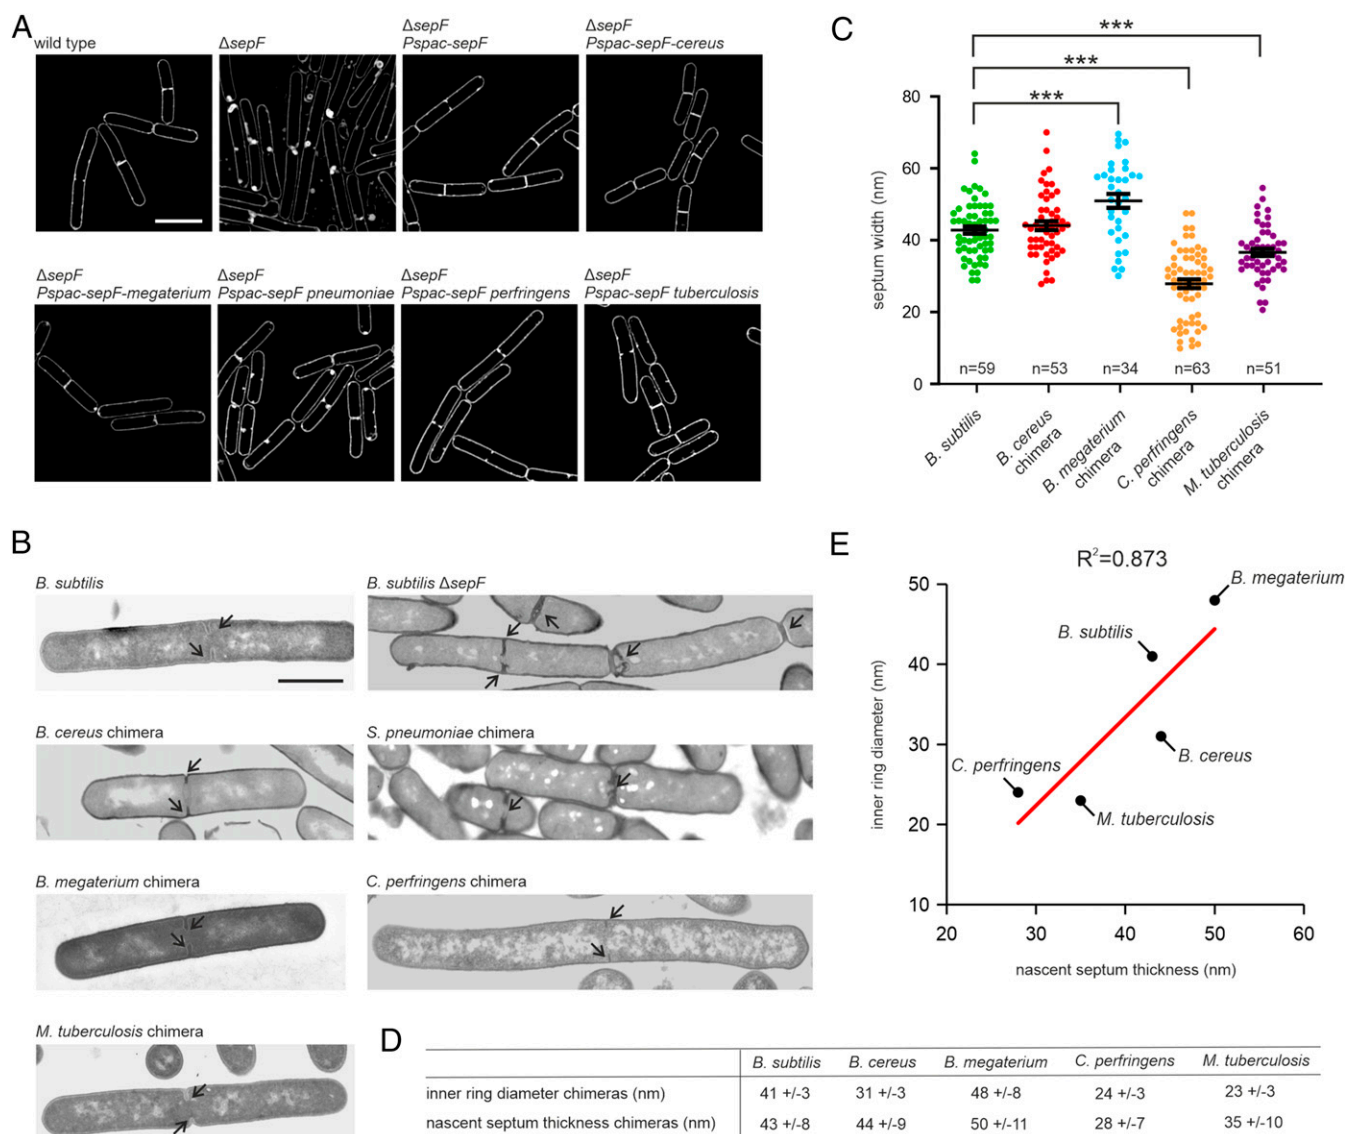 A
wild type
ΔsepF
ΔsepF
Pspac-sepF
ΔsepF
Pspac-sepF-cereus
ΔsepF
Pspac-sepF-megaterium
ΔsepF
Pspac-sepF pneumoniae
ΔsepF
Pspac-sepF perfringens
ΔsepF
Pspac-sepF tuberculosis
B
B. subtilis
B. subtilis ΔsepF
B. cereus chimera
S. pneumoniae chimera
B. megaterium chimera
C. perfringens chimera
M. tuberculosis chimera
C
***
***
***
septum width (nm)
80
60
40
20
0
n=59 n=53 n=34 n=63 n=51
B. subtilis
B. cereus
chimera
B. megaterium
chimera
C. perfringens
chimera
M. tuberculosis
chimera
E
R²=0.873
inner ring diameter (nm)
50
40
30
20
10
B. megaterium
B. subtilis
B. cereus
C. perfringens
M. tuberculosis
20 30 40 50 60
nascent septum thickness (nm)
D
B. subtilis B. cereus B. megaterium C. perfringens M. tuberculosis
inner ring diameter chimeras (nm) 41 +/-3 31 +/-3 48 +/-8 24 +/-3 23 +/-3
nascent septum thickness chimeras (nm) 43 +/-8 44 +/-9 50 +/-11 28 +/-7 35 +/-10